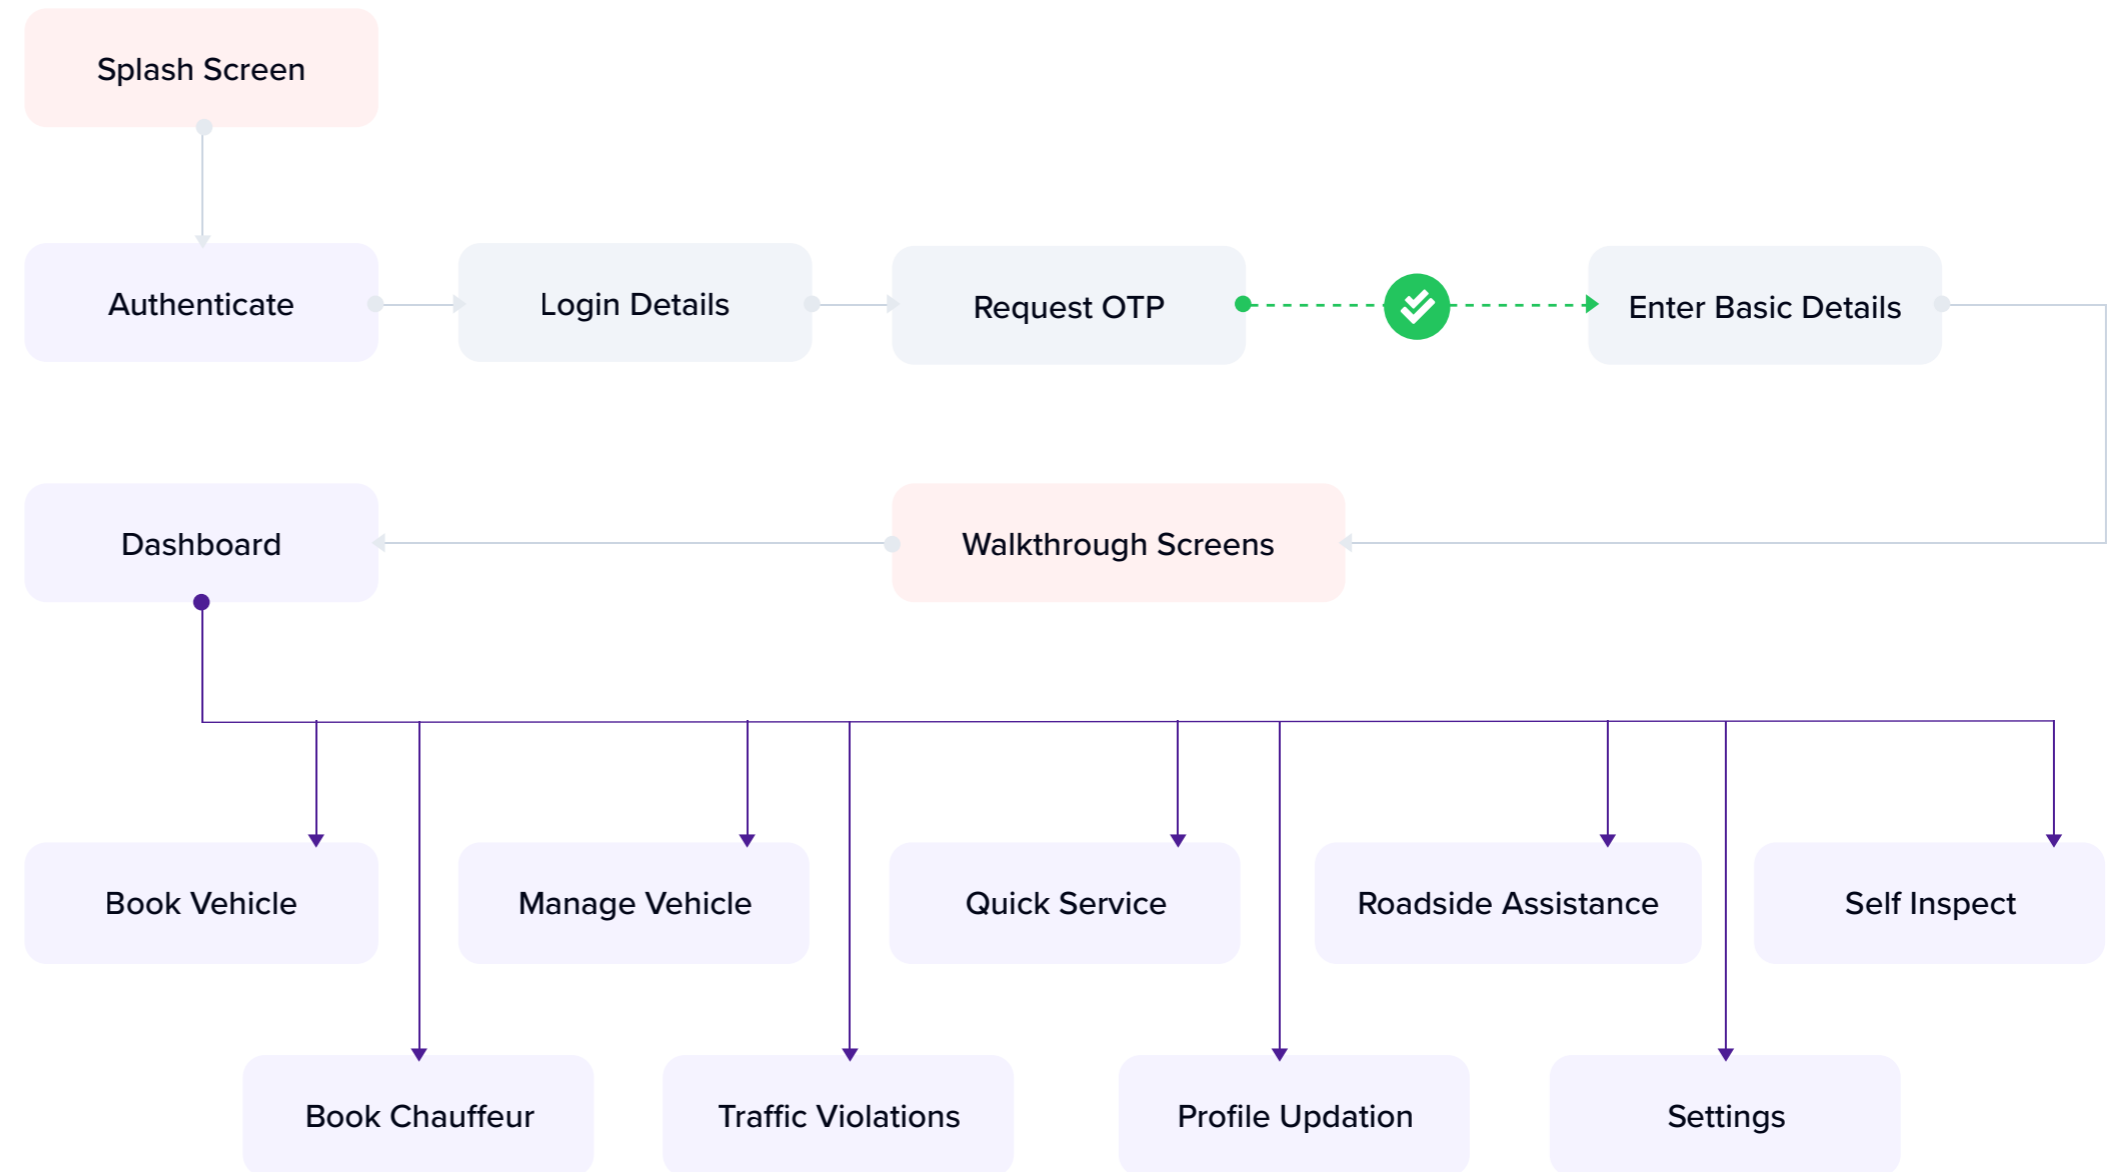 Splash Screen
Authenticate
Login Details
Request OTP
Enter Basic Details
Dashboard
Walkthrough Screens
Book Vehicle
Manage Vehicle
Quick Service
Roadside Assistance
Self Inspect
Book Chauffeur
Traffic Violations
Profile Updation
Settings